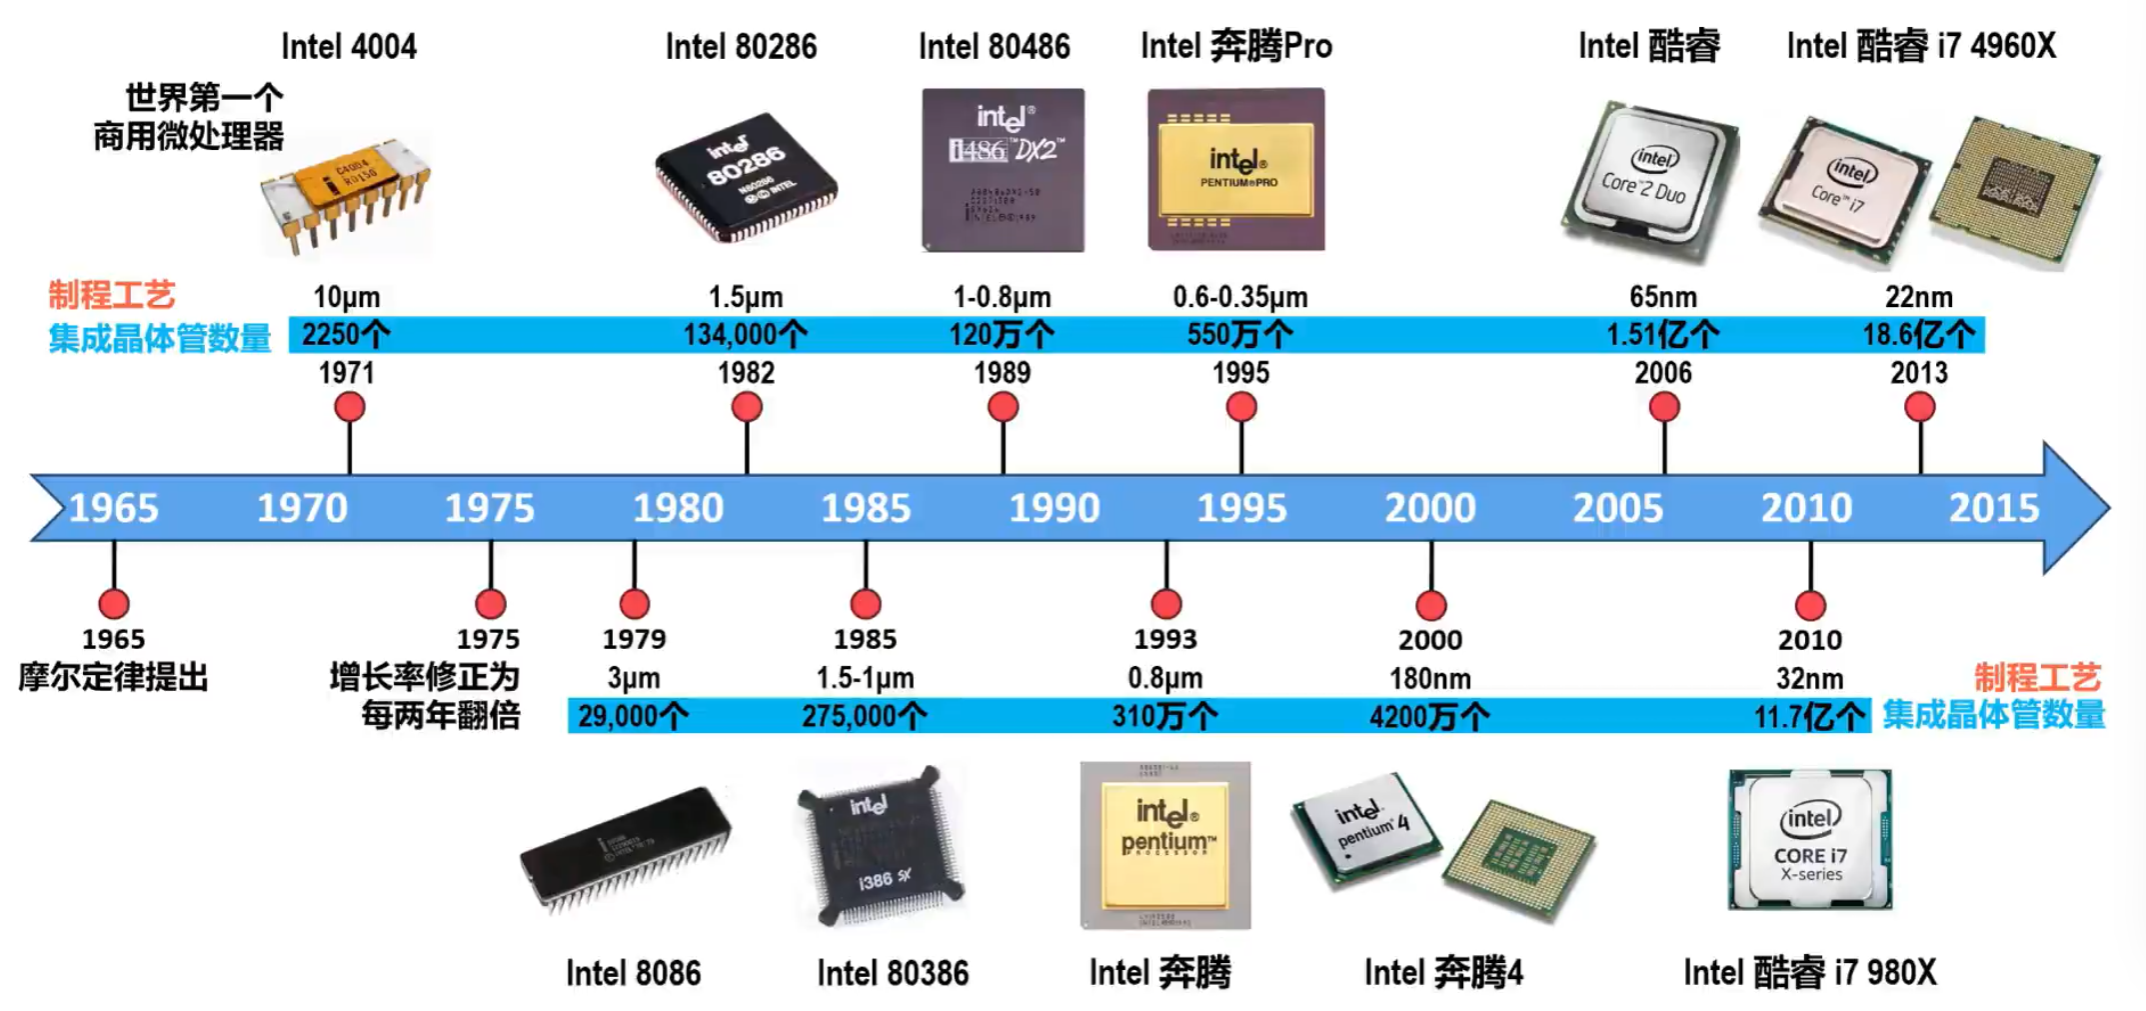 Intel 4004
Intel 80286
Intel 80486
Intel 奔腾Pro
Intel 酷睿
Intel 酷睿 i7 4960X
世界第一个
商用微处理器
C4004
intel
80286
N80286
©INTEL
intel®
i486™ DX2™
intel®
PENTIUM®PRO
intel
Core™2 Duo
intel
Core™ i7
制程工艺
10μm
1.5μm
1-0.8μm
0.6-0.35μm
65nm
22nm
集成晶体管数量
2250个
134,000个
120万个
550万个
1.51亿个
18.6亿个
1971
1982
1989
1995
2006
2013
1965 1970 1975 1980 1985 1990 1995 2000 2005 2010 2015
1965
摩尔定律提出
1975
增长率修正为
每两年翻倍
1979
1985
1993
2000
2010
3μm
1.5-1μm
0.8μm
180nm
32nm
制程工艺
29,000个
275,000个
310万个
4200万个
11.7亿个
集成晶体管数量
intel
i386 SX
intel®
pentium™
PROCESSOR
intel
pentium 4
intel
CORE i7
X-series
Intel 8086
Intel 80386
Intel 奔腾
Intel 奔腾4
Intel 酷睿 i7 980X